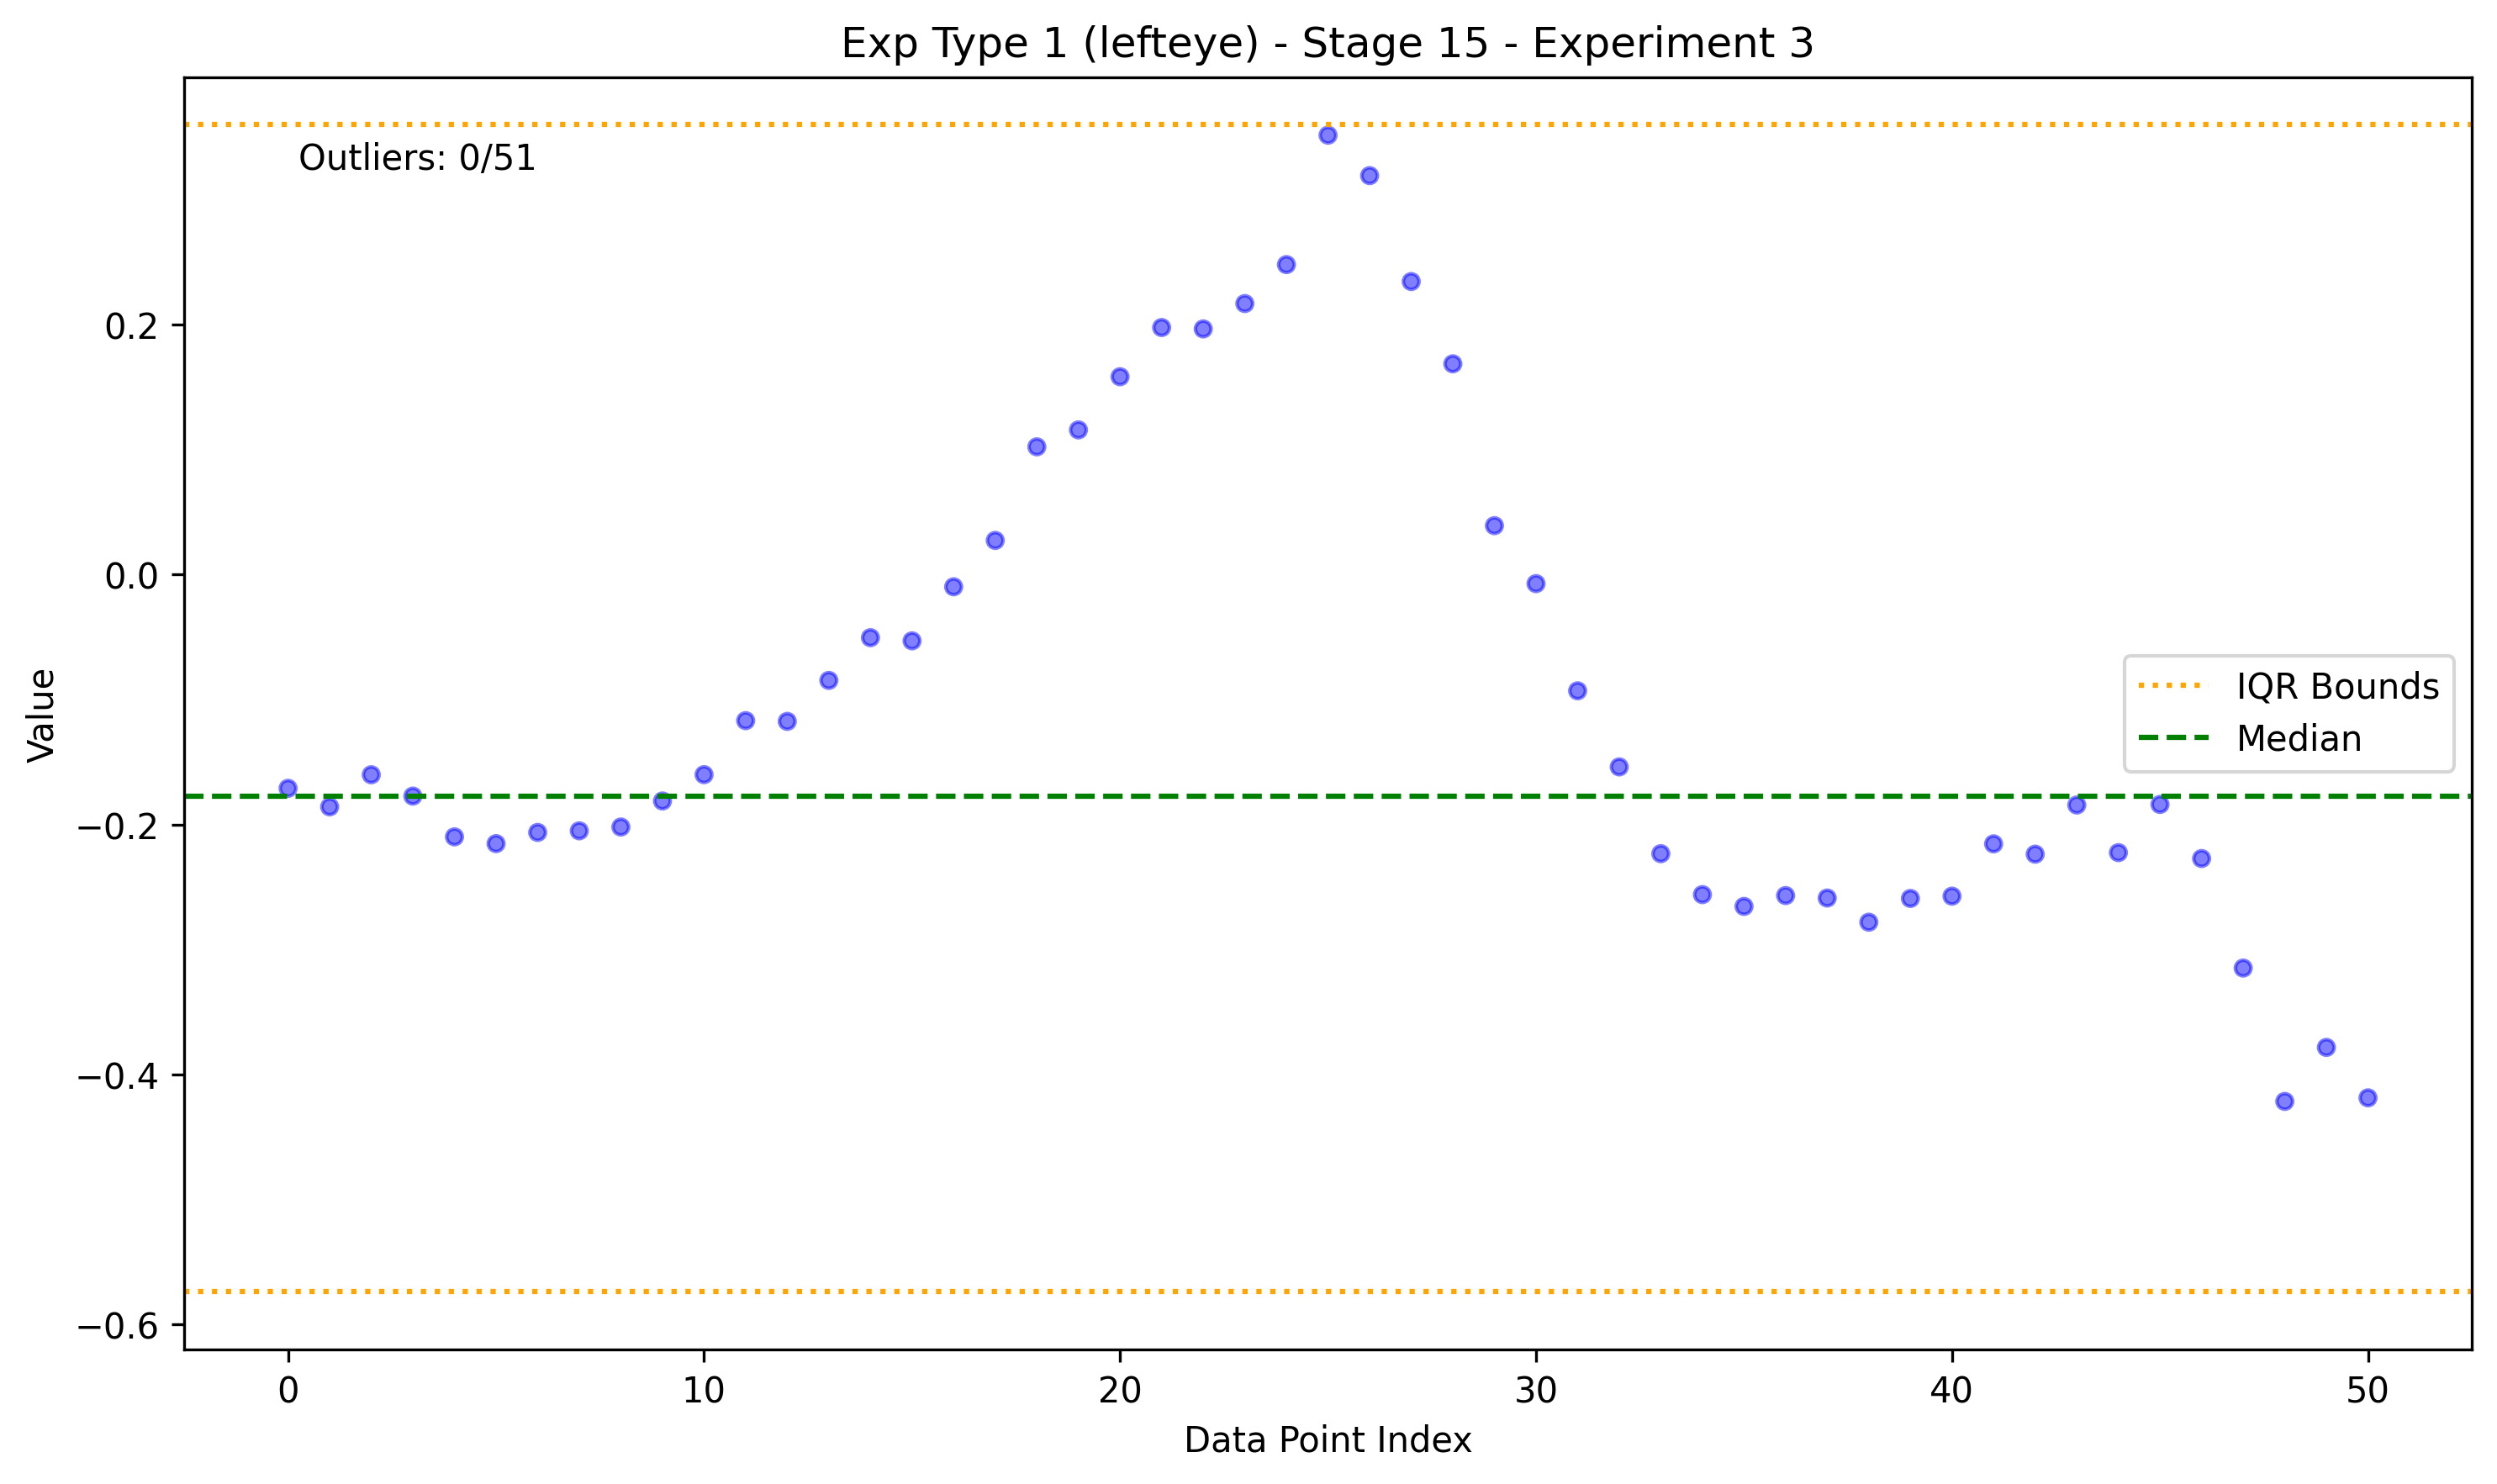 Exp Type 1 (lefteye) - Stage 15 - Experiment 3
Outliers: 0/51
0.2
0.0
−0.2
−0.4
−0.6
Value
IQR Bounds
Median
0
10
20
30
40
50
Data Point Index